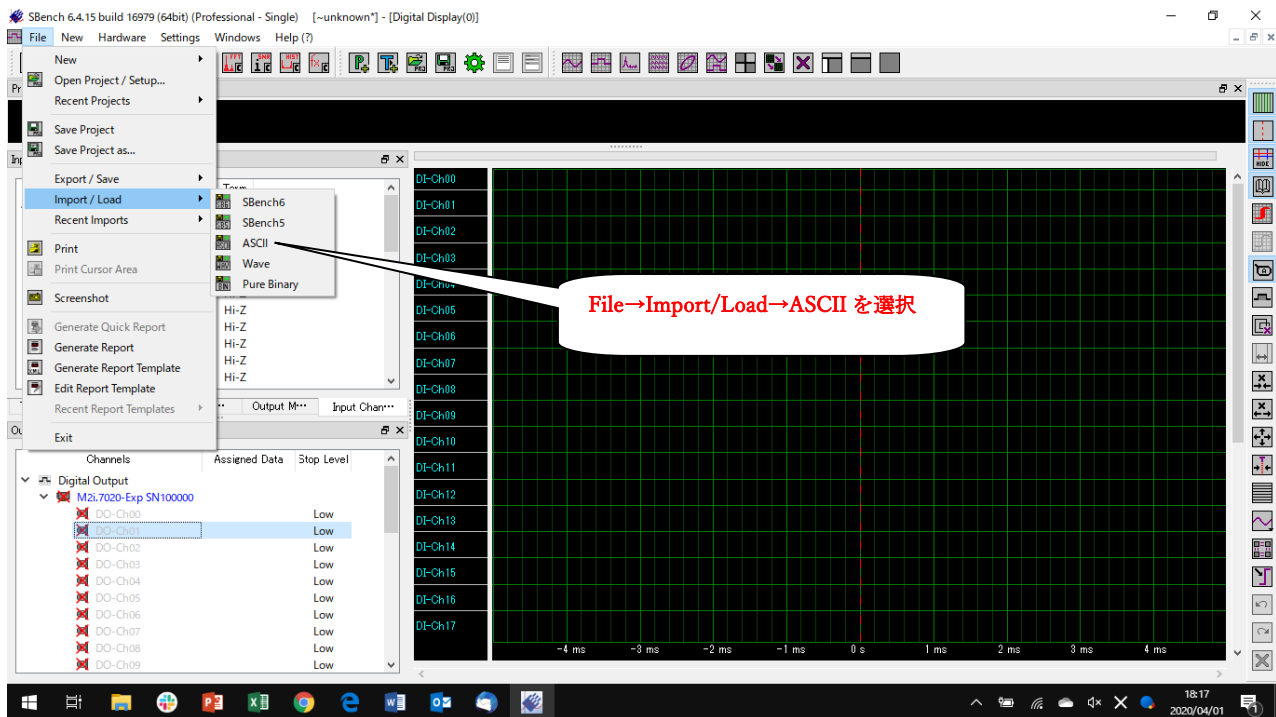 SBench 6.4.15 build 16979 (64bit) (Professional - Single) [~unknown*] - [Digital Display(0)]
File New Hardware Settings Windows Help (?)
New
Open Project / Setup...
Recent Projects
Save Project
Save Project as...
Export / Save
Import / Load
Recent Imports
Print
Print Cursor Area
Screenshot
Generate Quick Report
Generate Report
Generate Report Template
Edit Report Template
Recent Report Templates
Exit
SBench6
SBench5
ASCII
Wave
Pure Binary
File→Import/Load→ASCII を選択
Hi-Z
Hi-Z
Hi-Z
Hi-Z
Hi-Z
Output M··· Input Chan···
Channels Assigned Data Stop Level
Digital Output
M2i.7020-Exp SN100000
DO-Ch00 Low
DO-Ch01 Low
DO-Ch02 Low
DO-Ch03 Low
DO-Ch04 Low
DO-Ch05 Low
DO-Ch06 Low
DO-Ch07 Low
DO-Ch08 Low
DO-Ch09 Low
DI-Ch00
DI-Ch01
DI-Ch02
DI-Ch03
DI-Ch04
DI-Ch05
DI-Ch06
DI-Ch07
DI-Ch08
DI-Ch09
DI-Ch10
DI-Ch11
DI-Ch12
DI-Ch13
DI-Ch14
DI-Ch15
DI-Ch16
DI-Ch17
-4 ms -3 ms -2 ms -1 ms 0 s 1 ms 2 ms 3 ms 4 ms
HIDE
18:17
2020/04/01